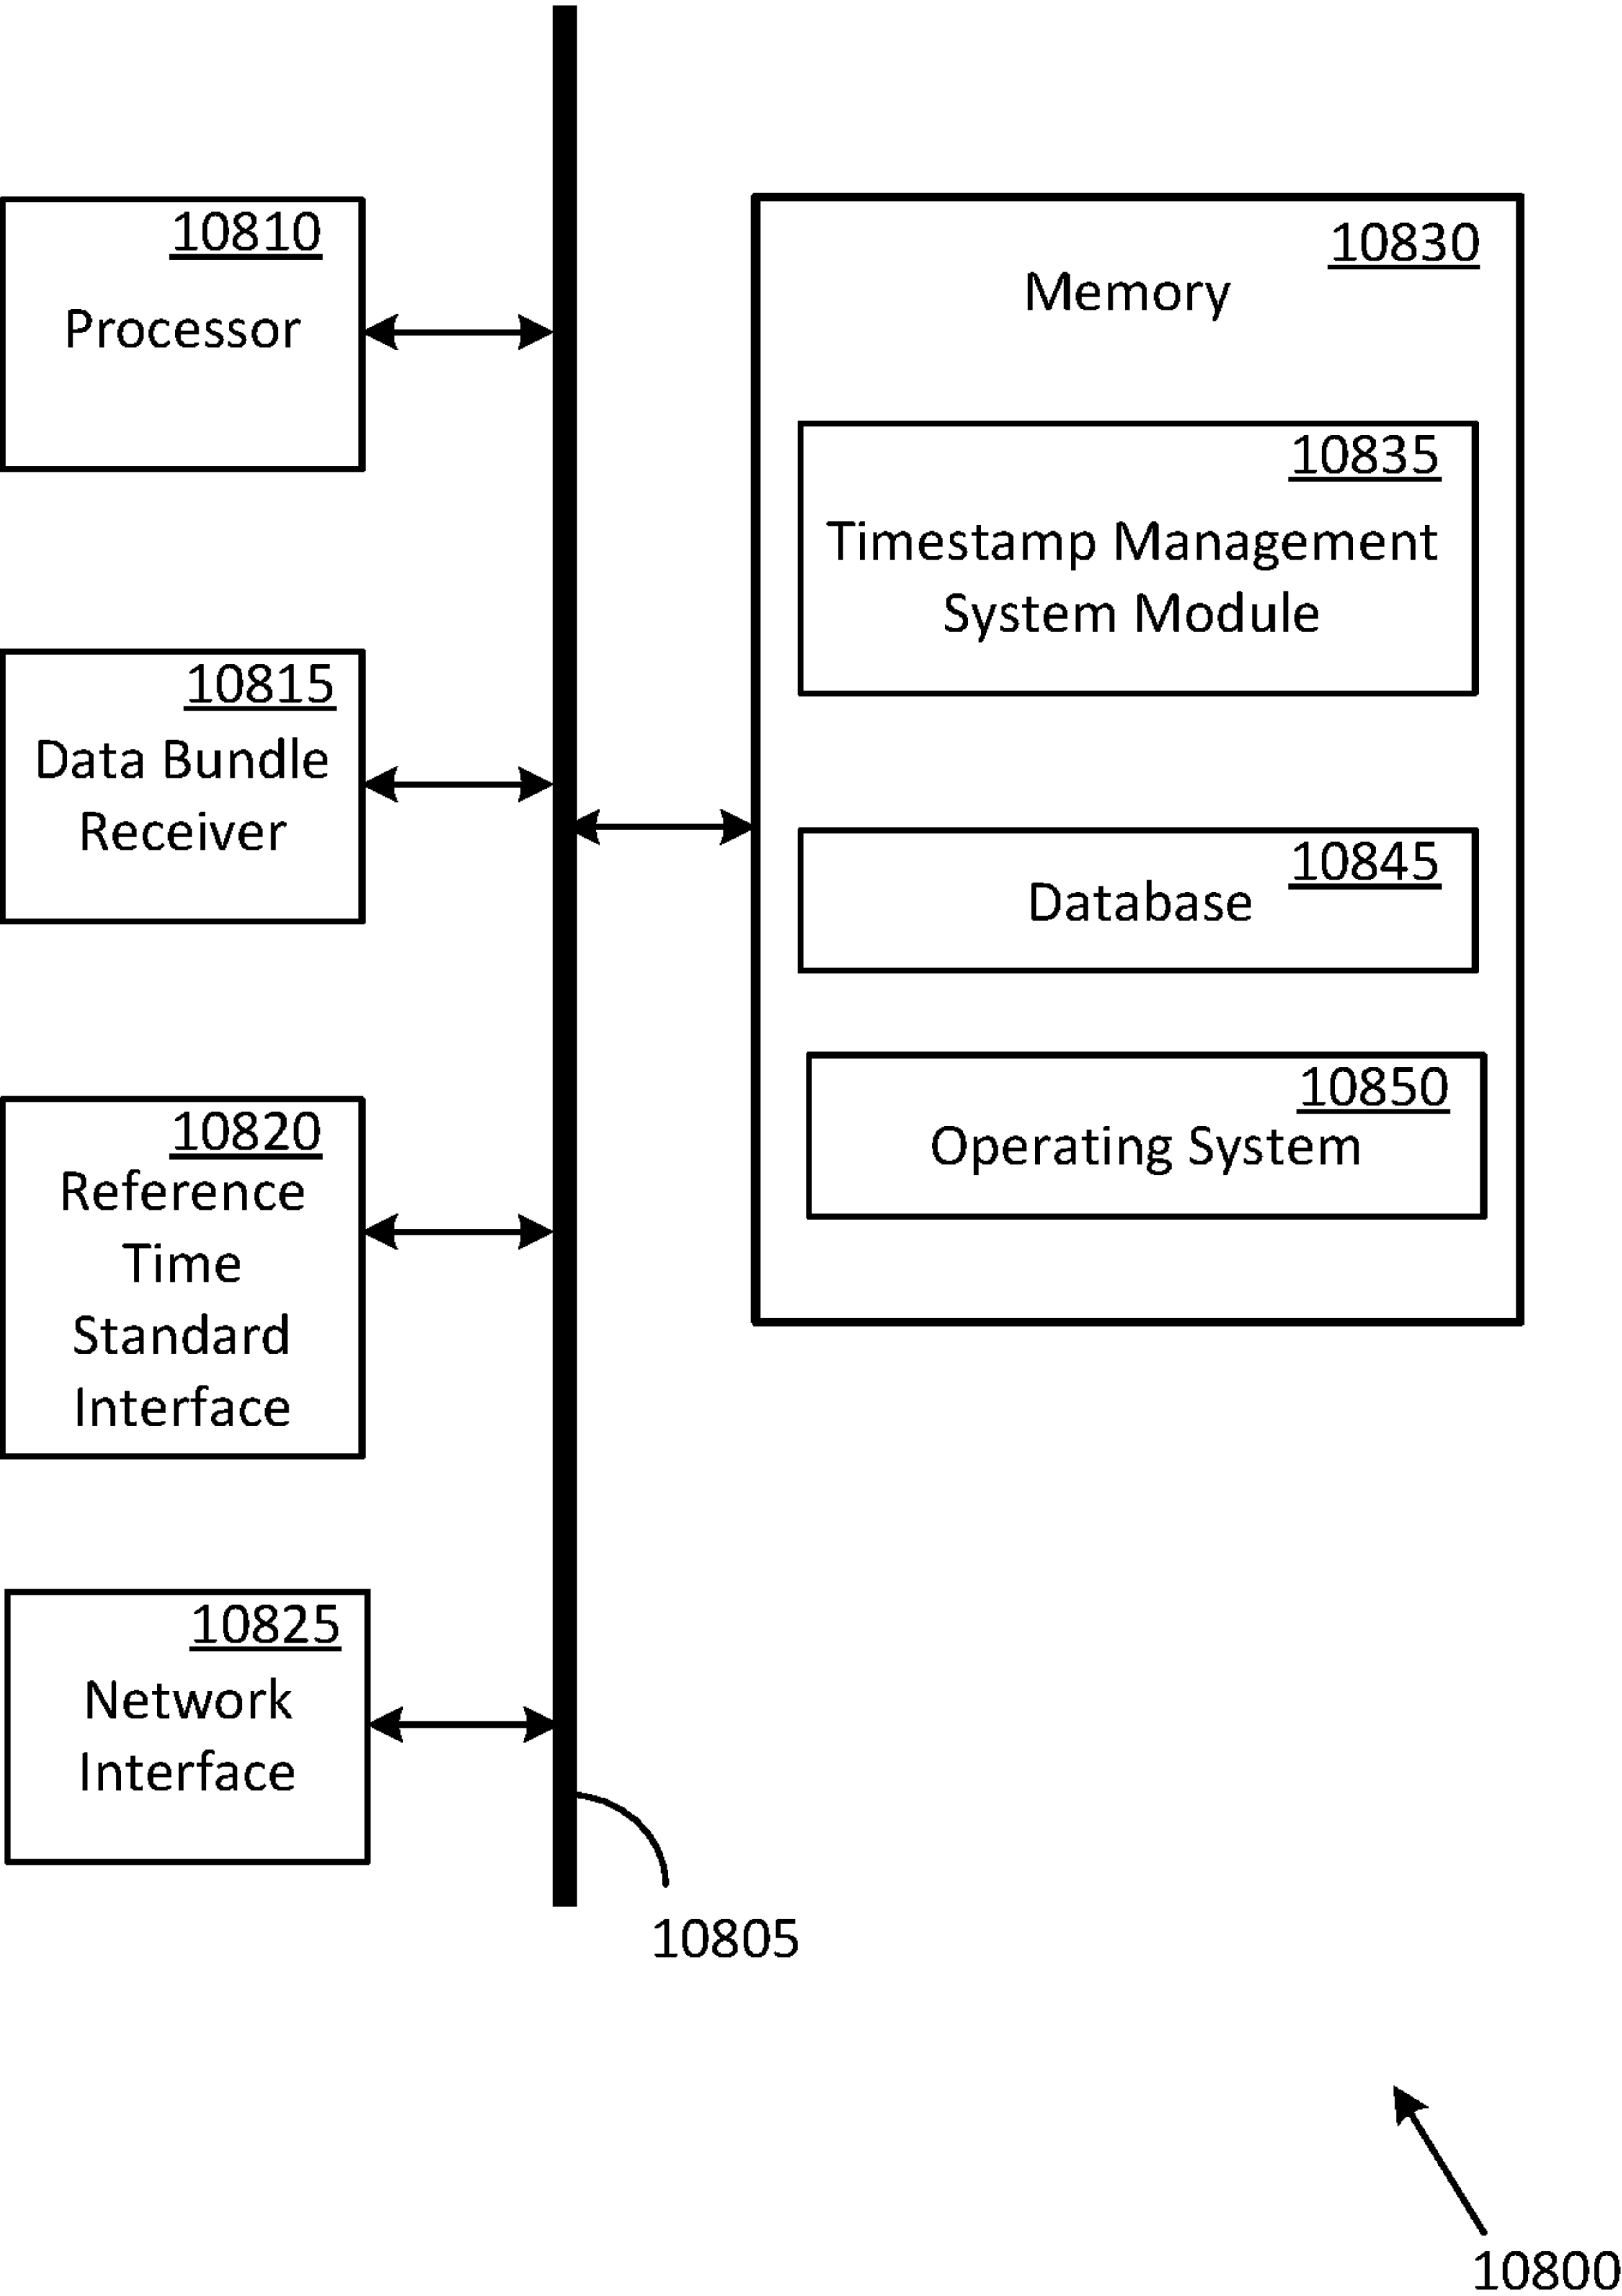 10810
Processor
10815
Data Bundle
Receiver
10820
Reference
Time
Standard
Interface
10825
Network
Interface
10830
Memory
10835
Timestamp Management
System Module
10845
Database
10850
Operating System
10805
10800